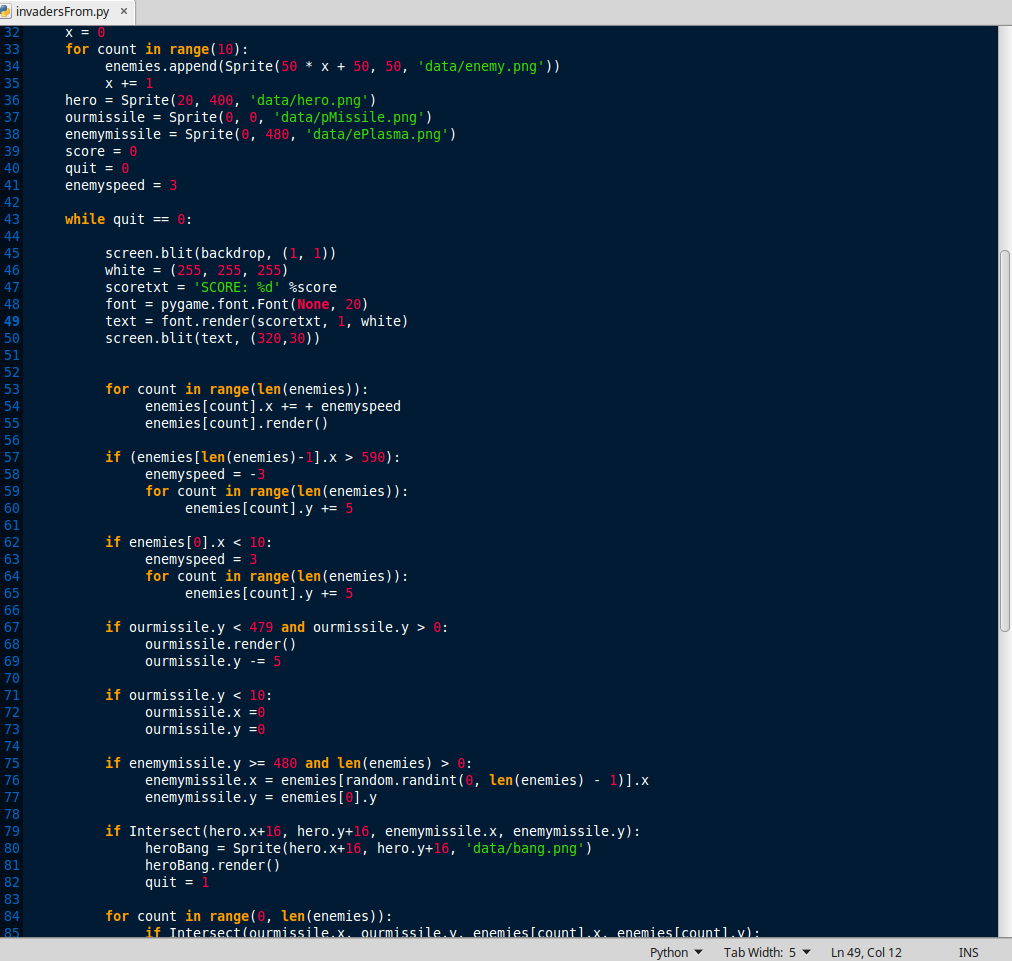 invadersFrom.py ×
32 x = 0
33 for count in range(10):
34 enemies.append(Sprite(50 * x + 50, 50, 'data/enemy.png'))
35 x += 1
36 hero = Sprite(20, 400, 'data/hero.png')
37 ourmissile = Sprite(0, 0, 'data/pMissile.png')
38 enemymissile = Sprite(0, 480, 'data/ePlasma.png')
39 score = 0
40 quit = 0
41 enemyspeed = 3
42
43 while quit == 0:
44
45 screen.blit(backdrop, (1, 1))
46 white = (255, 255, 255)
47 scoretxt = 'SCORE: %d' %score
48 font = pygame.font.Font(None, 20)
49 text = font.render(scoretxt, 1, white)
50 screen.blit(text, (320,30))
51
52
53 for count in range(len(enemies)):
54 enemies[count].x += + enemyspeed
55 enemies[count].render()
56
57 if (enemies[len(enemies)-1].x > 590):
58 enemyspeed = -3
59 for count in range(len(enemies)):
60 enemies[count].y += 5
61
62 if enemies[0].x < 10:
63 enemyspeed = 3
64 for count in range(len(enemies)):
65 enemies[count].y += 5
66
67 if ourmissile.y < 479 and ourmissile.y > 0:
68 ourmissile.render()
69 ourmissile.y -= 5
70
71 if ourmissile.y < 10:
72 ourmissile.x =0
73 ourmissile.y =0
74
75 if enemymissile.y >= 480 and len(enemies) > 0:
76 enemymissile.x = enemies[random.randint(0, len(enemies) - 1)].x
77 enemymissile.y = enemies[0].y
78
79 if Intersect(hero.x+16, hero.y+16, enemymissile.x, enemymissile.y):
80 heroBang = Sprite(hero.x+16, hero.y+16, 'data/bang.png')
81 heroBang.render()
82 quit = 1
83
84 for count in range(0, len(enemies)):
85 if Intersect(ourmissile.x, ourmissile.y, enemies[count].x, enemies[count].y):
Python Tab Width: 5 Ln 49, Col 12 INS